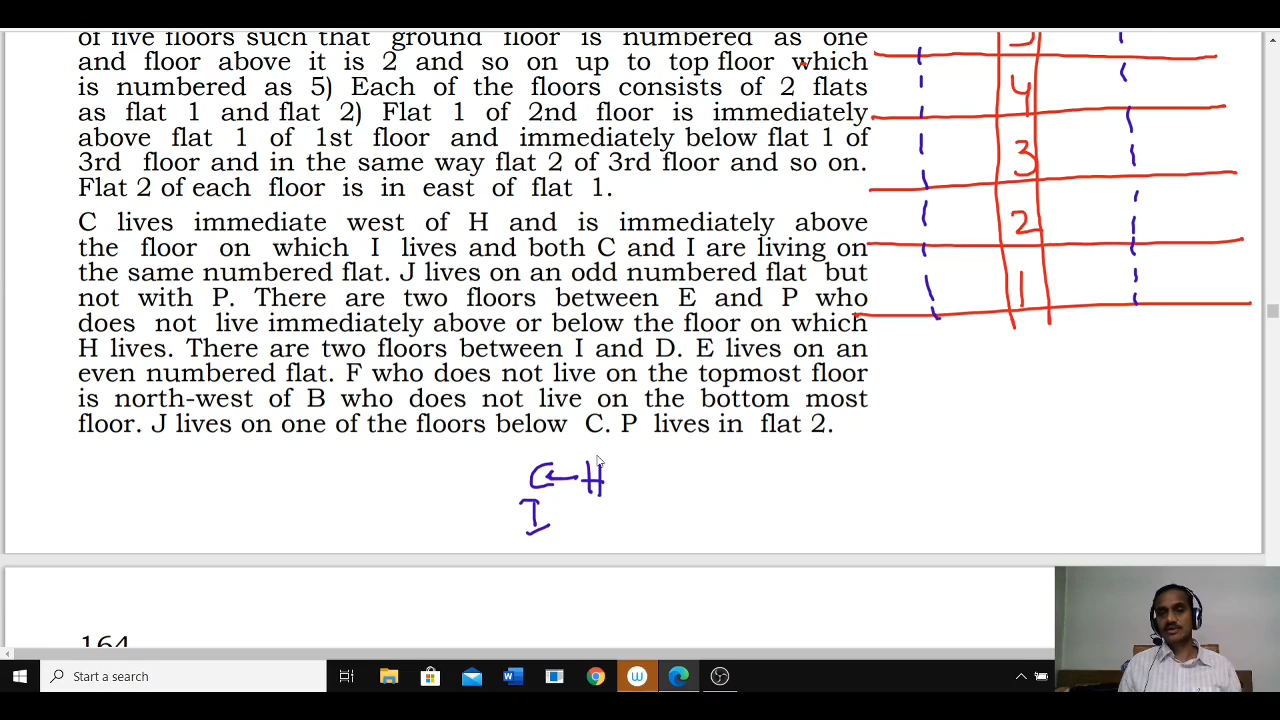 of five floors such that ground floor is numbered as one
and floor above it is 2 and so on up to top floor which
is numbered as 5) Each of the floors consists of 2 flats
as flat 1 and flat 2) Flat 1 of 2nd floor is immediately
above flat 1 of 1st floor and immediately below flat 1 of
3rd floor and in the same way flat 2 of 3rd floor and so on.
Flat 2 of each floor is in east of flat 1.
C lives immediate west of H and is immediately above
the floor on which I lives and both C and I are living on
the same numbered flat. J lives on an odd numbered flat but
not with P. There are two floors between E and P who
does not live immediately above or below the floor on which
H lives. There are two floors between I and D. E lives on an
even numbered flat. F who does not live on the topmost floor
is north-west of B who does not live on the bottom most
floor. J lives on one of the floors below C. P lives in flat 2.
5
4
3
2
1
C←H
I
164
Start a search